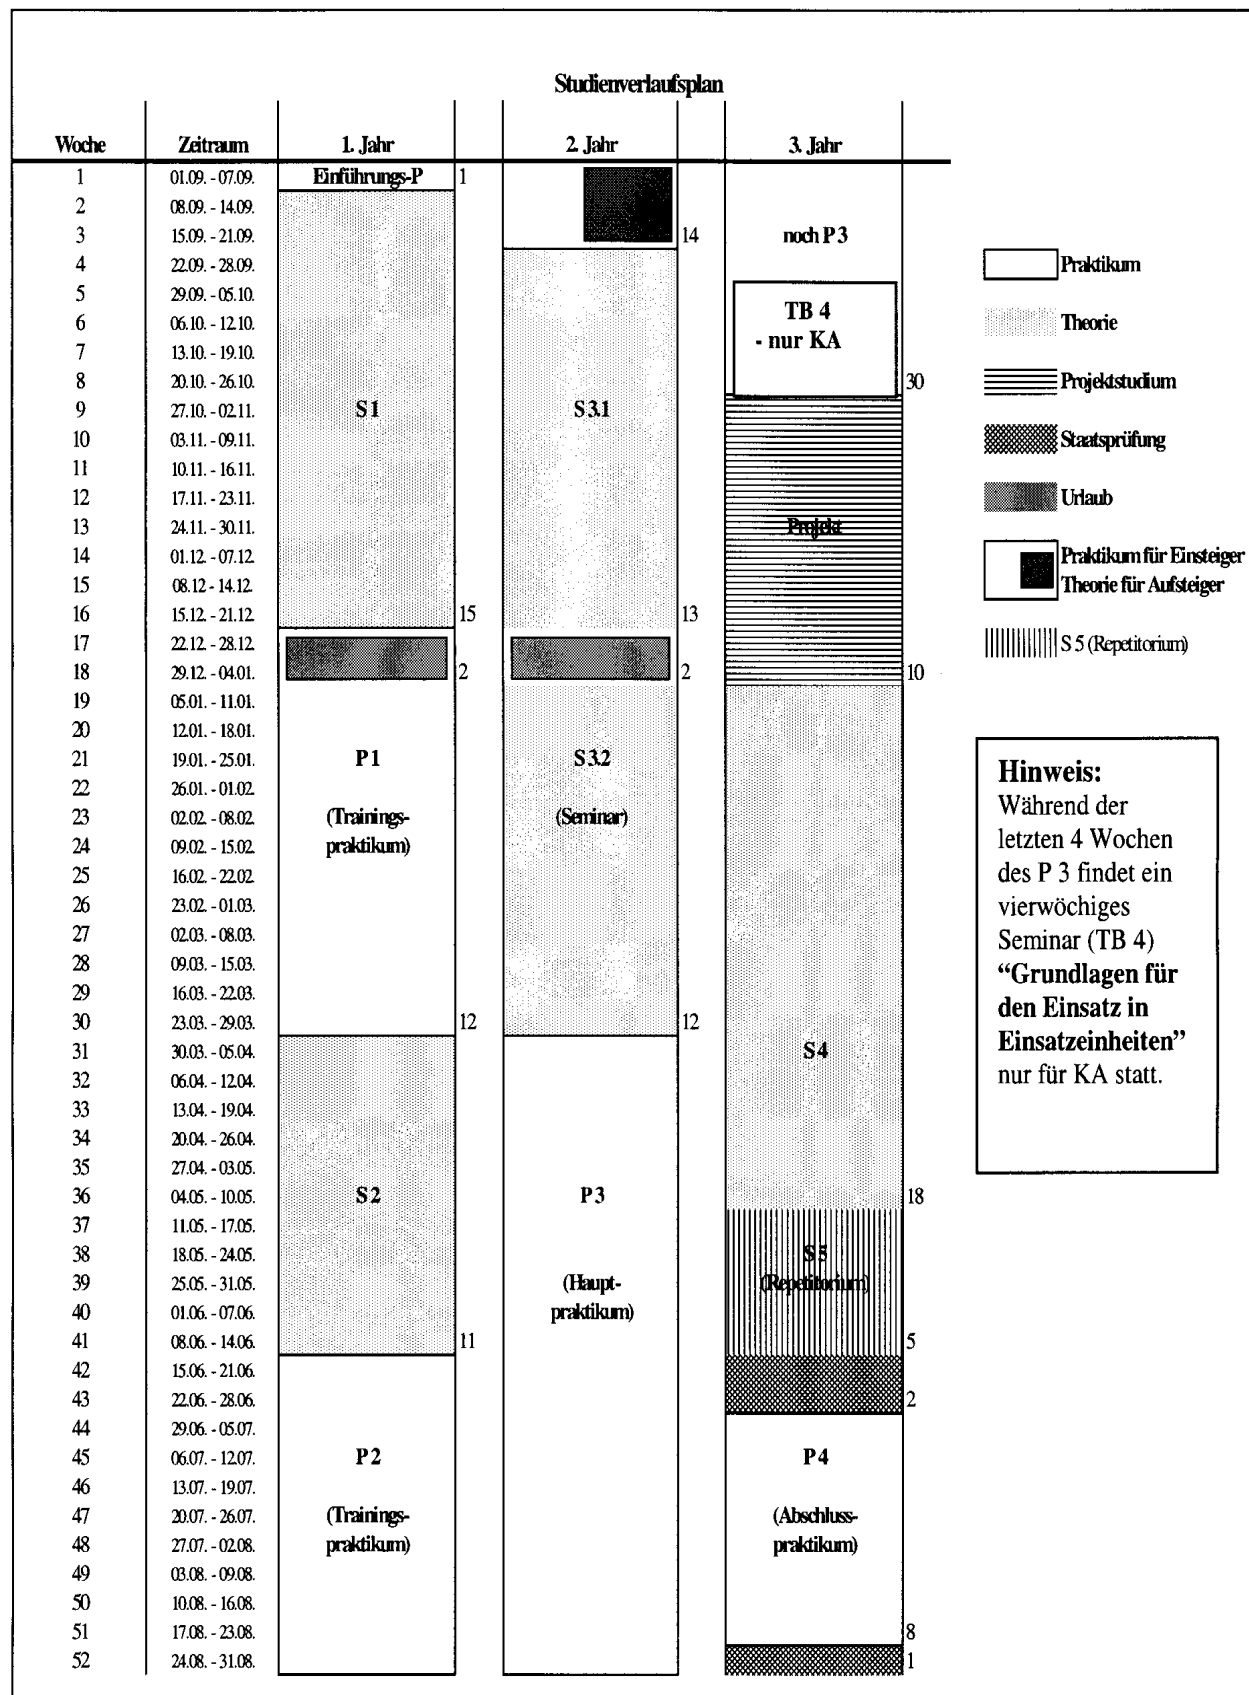 Studienverlaufsplan
Woche Zeitraum 1. Jahr 2. Jahr 3. Jahr
1 01.09. - 07.09. Einführungs-P 1
2 08.09. - 14.09.
3 15.09. - 21.09. 14 noch P 3
4 22.09. - 28.09.
5 29.09. - 05.10.
6 06.10. - 12.10. TB 4
7 13.10. - 19.10. - nur KA
8 20.10. - 26.10. 30
9 27.10. - 02.11. S 1 S 3.1
10 03.11. - 09.11.
11 10.11. - 16.11.
12 17.11. - 23.11.
13 24.11. - 30.11. Projekt
14 01.12. - 07.12.
15 08.12 - 14.12.
16 15.12. - 21.12. 15 13
17 22.12. - 28.12.
18 29.12. - 04.01. 2 2 10
19 05.01. - 11.01.
20 12.01. - 18.01.
21 19.01. - 25.01. P 1 S 3.2
22 26.01. - 01.02.
23 02.02. - 08.02. (Trainings- (Seminar)
24 09.02. - 15.02. praktikum)
25 16.02. - 22.02.
26 23.02. - 01.03.
27 02.03. - 08.03.
28 09.03. - 15.03.
29 16.03. - 22.03.
30 23.03. - 29.03. 12 12
31 30.03. - 05.04. S 4
32 06.04. - 12.04.
33 13.04. - 19.04.
34 20.04. - 26.04.
35 27.04. - 03.05.
36 04.05. - 10.05. S 2 P 3 18
37 11.05. - 17.05.
38 18.05. - 24.05. S 5
39 25.05. - 31.05. (Haupt- (Repetitorium)
40 01.06. - 07.06. praktikum)
41 08.06. - 14.06. 11 5
42 15.06. - 21.06.
43 22.06. - 28.06. 2
44 29.06. - 05.07.
45 06.07. - 12.07. P 2 P 4
46 13.07. - 19.07.
47 20.07. - 26.07. (Trainings- (Abschluss-
48 27.07. - 02.08. praktikum) praktikum)
49 03.08. - 09.08.
50 10.08. - 16.08.
51 17.08. - 23.08. 8
52 24.08. - 31.08. 1
Praktikum
Theorie
Projektstudium
Staatsprüfung
Urlaub
Praktikum für Einsteiger
Theorie für Aufsteiger
S 5 (Repetitorium)
Hinweis:
Während der
letzten 4 Wochen
des P 3 findet ein
vierwöchiges
Seminar (TB 4)
“Grundlagen für
den Einsatz in
Einsatzeinheiten”
nur für KA statt.